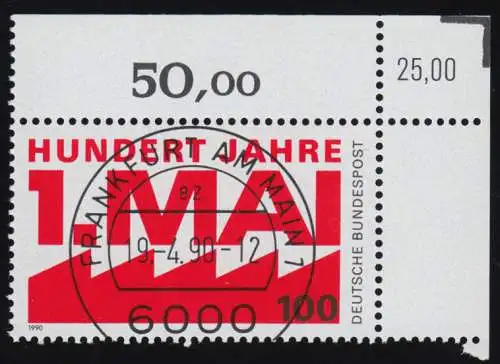 50,00
25,00
HUNDERT JAHRE
1. MAI
DEUTSCHE BUNDESPOST
100
1990
FRANKFURT AM MAIN 1
ez
19.-4.90-12
6000